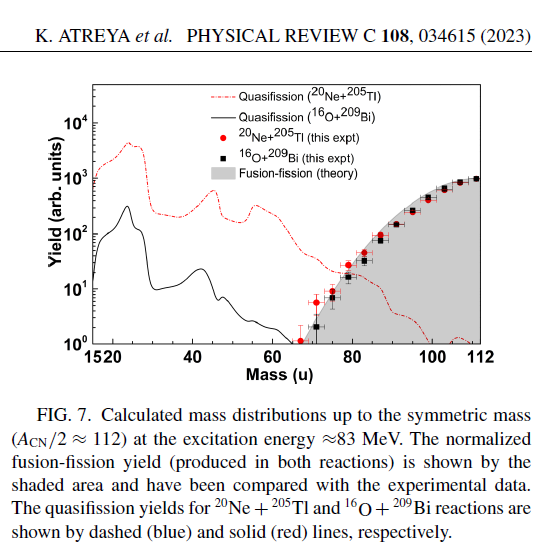 K. ATREYA et al. PHYSICAL REVIEW C 108, 034615 (2023)
Quasifission (²⁰Ne+²⁰⁵Tl)
Quasifission (¹⁶O+²⁰⁹Bi)
²⁰Ne+²⁰⁵Tl (this expt)
¹⁶O+²⁰⁹Bi (this expt)
Fusion-fission (theory)
Yield (arb. units)
10⁴
10³
10²
10¹
10⁰
15 20 40 60 80 100 112
Mass (u)
FIG. 7. Calculated mass distributions up to the symmetric mass
(A_CN/2 ≈ 112) at the excitation energy ≈83 MeV. The normalized
fusion-fission yield (produced in both reactions) is shown by the
shaded area and have been compared with the experimental data.
The quasifission yields for ²⁰Ne + ²⁰⁵Tl and ¹⁶O + ²⁰⁹Bi reactions are
shown by dashed (blue) and solid (red) lines, respectively.